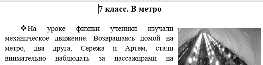 7 класс. В метро
❖На уроке физики ученики изучали
механическое движение. Возвращаясь домой на
метро, два друга, Сережа и Артем, стали
внимательно наблюдать за пассажирами на